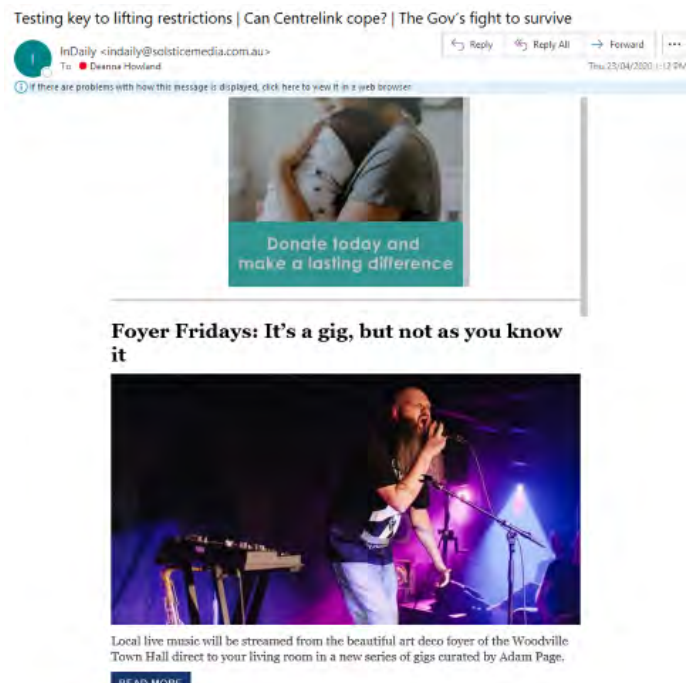 Testing key to lifting restrictions | Can Centrelink cope? | The Gov's fight to survive
InDaily <indaily@solsticemedia.com.au>
To Deanna Howland
Reply
Reply All
Forward
Thu 23/04/2020 1:12 PM
If there are problems with how this message is displayed, click here to view it in a web browser.
Donate today and
make a lasting difference
Foyer Fridays: It's a gig, but not as you know
it
Local live music will be streamed from the beautiful art deco foyer of the Woodville
Town Hall direct to your living room in a new series of gigs curated by Adam Page.
READ MORE